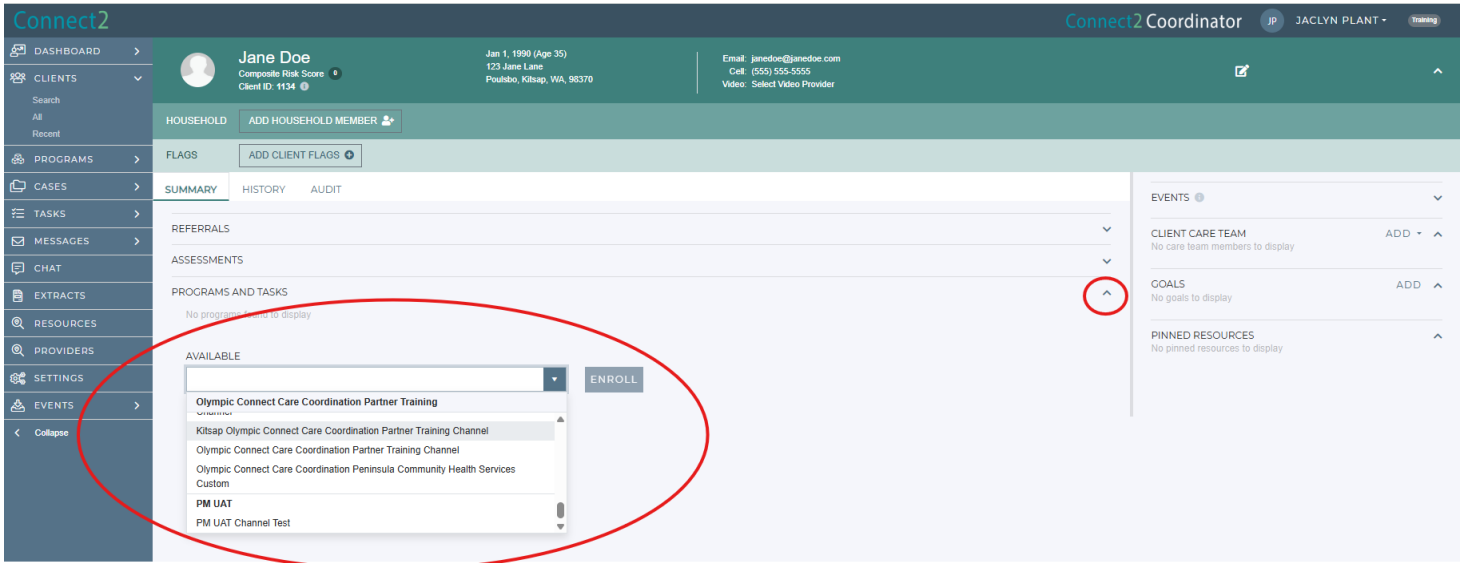 Connect2
Connect2 Coordinator JP JACLYN PLANT Training
DASHBOARD
CLIENTS
Search
All
Recent
PROGRAMS
CASES
TASKS
MESSAGES
CHAT
EXTRACTS
RESOURCES
PROVIDERS
SETTINGS
EVENTS
Collapse
Jane Doe
Composite Risk Score 0
Client ID: 1134
Jan 1, 1990 (Age 35)
123 Jane Lane
Poulsbo, Kitsap, WA, 98370
Email: janedoe@janedoe.com
Cell: (555) 555-5555
Video: Select Video Provider
HOUSEHOLD ADD HOUSEHOLD MEMBER
FLAGS ADD CLIENT FLAGS
SUMMARY HISTORY AUDIT
REFERRALS
ASSESSMENTS
PROGRAMS AND TASKS
No programs found to display
AVAILABLE
ENROLL
Olympic Connect Care Coordination Partner Training
Channel
Kitsap Olympic Connect Care Coordination Partner Training Channel
Olympic Connect Care Coordination Partner Training Channel
Olympic Connect Care Coordination Peninsula Community Health Services
Custom
PM UAT
PM UAT Channel Test
EVENTS
CLIENT CARE TEAM ADD
No care team members to display
GOALS ADD
No goals to display
PINNED RESOURCES
No pinned resources to display